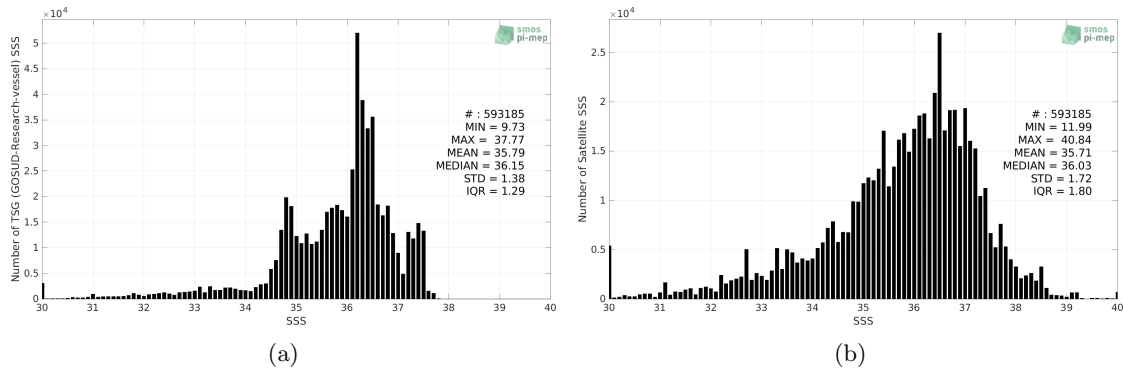 ×10⁴
5
4.5
4
3.5
3
2.5
2
1.5
1
0.5
0
Number of TSG (GOSUD-Research-vessel) SSS
smos
pi-mep
# : 593185
MIN = 9.73
MAX = 37.77
MEAN = 35.79
MEDIAN = 36.15
STD = 1.38
IQR = 1.29
30 31 32 33 34 35 36 37 38 39 40
SSS
(a)
×10⁴
2.5
2
1.5
1
0.5
0
Number of Satellite SSS
smos
pi-mep
# : 593185
MIN = 11.99
MAX = 40.84
MEAN = 35.71
MEDIAN = 36.03
STD = 1.72
IQR = 1.80
30 31 32 33 34 35 36 37 38 39 40
SSS
(b)